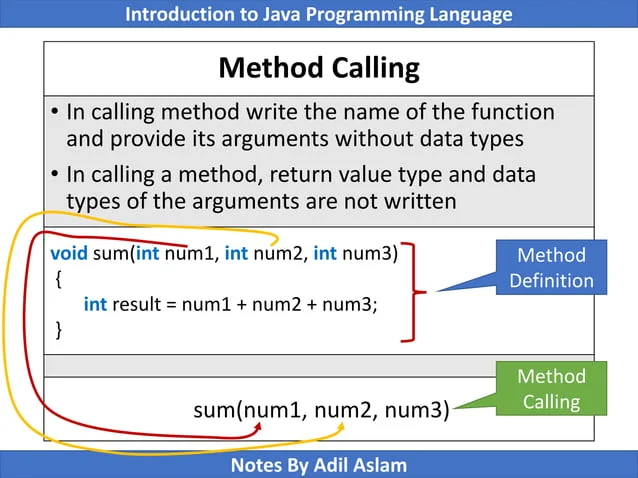 Introduction to Java Programming Language
Method Calling
• In calling method write the name of the function
and provide its arguments without data types
• In calling a method, return value type and data
types of the arguments are not written
void sum(int num1, int num2, int num3)
{
int result = num1 + num2 + num3;
}
Method
Definition
Method
Calling
sum(num1, num2, num3)
Notes By Adil Aslam